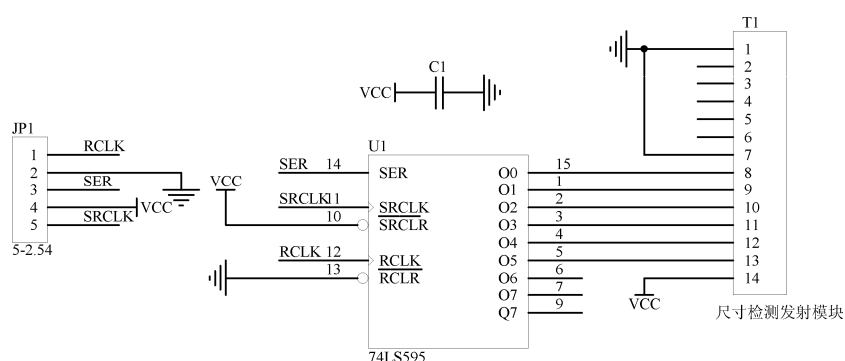 T1
1
2
3
4
5
6
7
8
9
10
11
12
13
14
VCC
尺寸检测发射模块
C1
VCC
JP1
1 RCLK
2
3 SER
4 VCC
5 SRCLK
5-2.54
U1
SER 14 SER
VCC
SRCLK 11 SRCLK
10 SRCLR
RCLK 12 RCLK
13 RCLR
O0 15
O1 1
O2 2
O3 3
O4 4
O5 5
O6 6
O7 7
Q7 9
74LS595